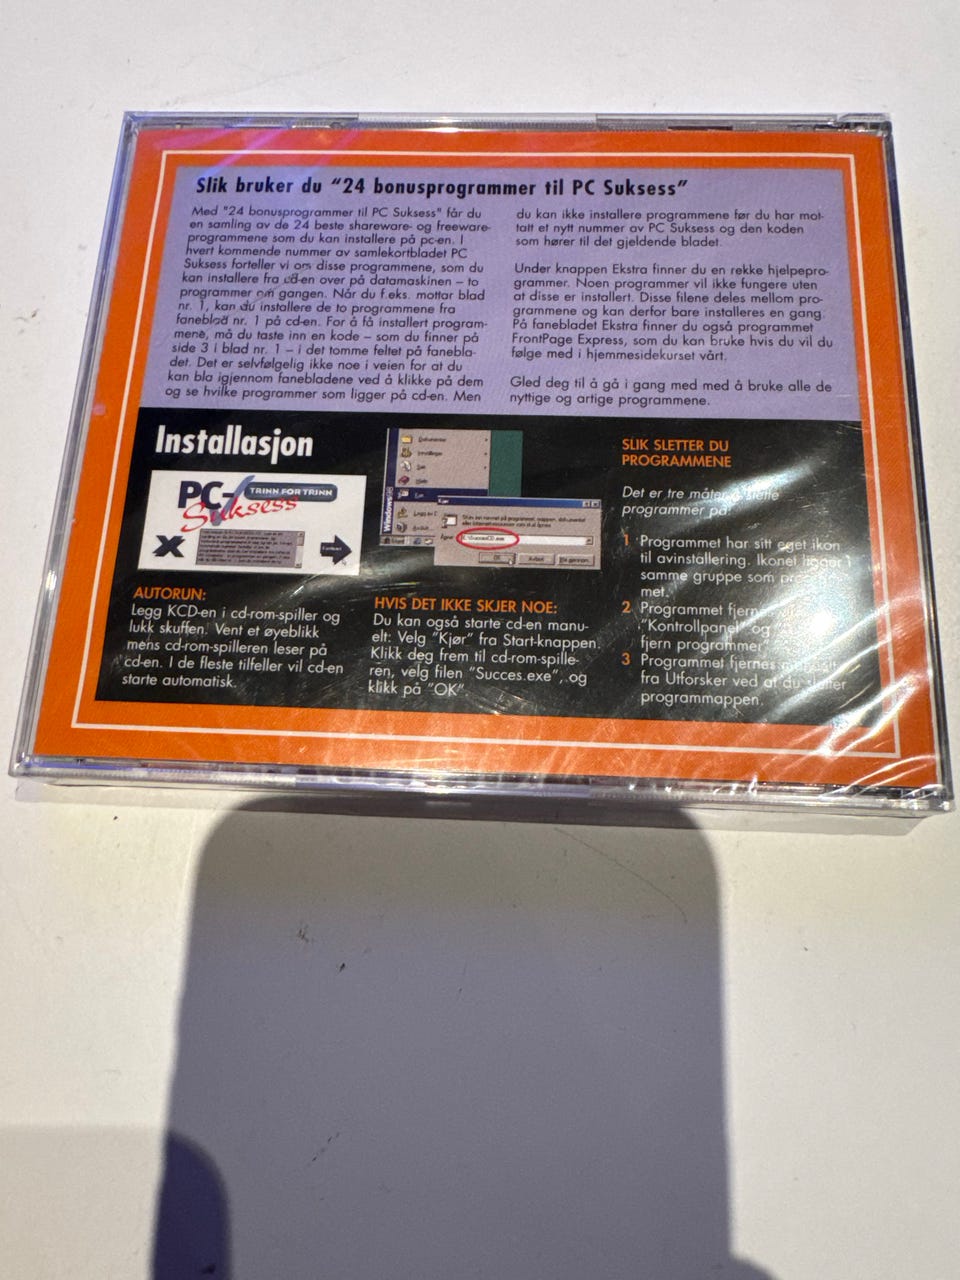 Slik bruker du "24 bonusprogrammer til PC Suksess"
Med "24 bonusprogrammer til PC Suksess" får du
en samling av de 24 beste shareware- og freeware-
programmene som du kan installere på pc-en. I
hvert kommende nummer av samlekortbladet PC
Suksess forteller vi om disse programmene, som du
kan installere fra cd-en over på datamaskinen – to
programmer om gangen. Når du f.eks. mottar blad
nr. 1, kan du installere de to programmene fra
faneblad nr. 1 på cd-en. For å få installert program-
mene, må du taste inn en kode – som du finner på
side 3 i blad nr. 1 – i det tomme feltet på fanebla-
det. Det er selvfølgelig ikke noe i veien for at du
kan bla igjennom fanebladene ved å klikke på dem
og se hvilke programmer som ligger på cd-en. Men
du kan ikke installere programmene før du har mot-
tatt et nytt nummer av PC Suksess og den koden
som hører til det gjeldende bladet.
Under knappen Ekstra finner du en rekke hjelpepro-
grammer. Noen programmer vil ikke fungere uten
at disse er installert. Disse filene deles mellom pro-
grammene og kan derfor bare installeres en gang.
På fanebladet Ekstra finner du også programmet
FrontPage Express, som du kan bruke hvis du vil du
følge med i hjemmesidekurset vårt.
Gled deg til å gå i gang med med å bruke alle de
nyttige og artige programmene.
Installasjon
PC-
TRINN FOR TRINN
Suksess
X
AUTORUN:
Legg KCD-en i cd-rom-spiller og
lukk skuffen. Vent et øyeblikk
mens cd-rom-spilleren leser på
cd-en. I de fleste tilfeller vil cd-en
starte automatisk.
Dokumenter
Innstillinger
Søk
Hjelp
Kjør
Windows98
Kjør
OK
Avbryt
HVIS DET IKKE SKJER NOE:
Du kan også starte cd-en manu-
elt: Velg "Kjør" fra Start-knappen.
Klikk deg frem til cd-rom-spille-
ren, velg filen "Succes.exe", og
klikk på "OK"
SLIK SLETTER DU
PROGRAMMENE
Det er tre måter å slette
programmer på:
1 Programmet har sitt eget ikon
til avinstallering. Ikonet ligger i
samme gruppe som program-
met.
2 Programmet fjernes
"Kontrollpanel" og
fjern programmer"
3 Programmet fjernes manuelt
fra Utforsker ved at du sletter
programmappen.